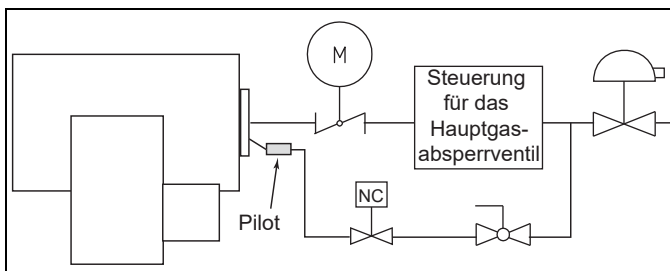 M
Steuerung
für das
Hauptgas-
absperrventil
NC
Pilot